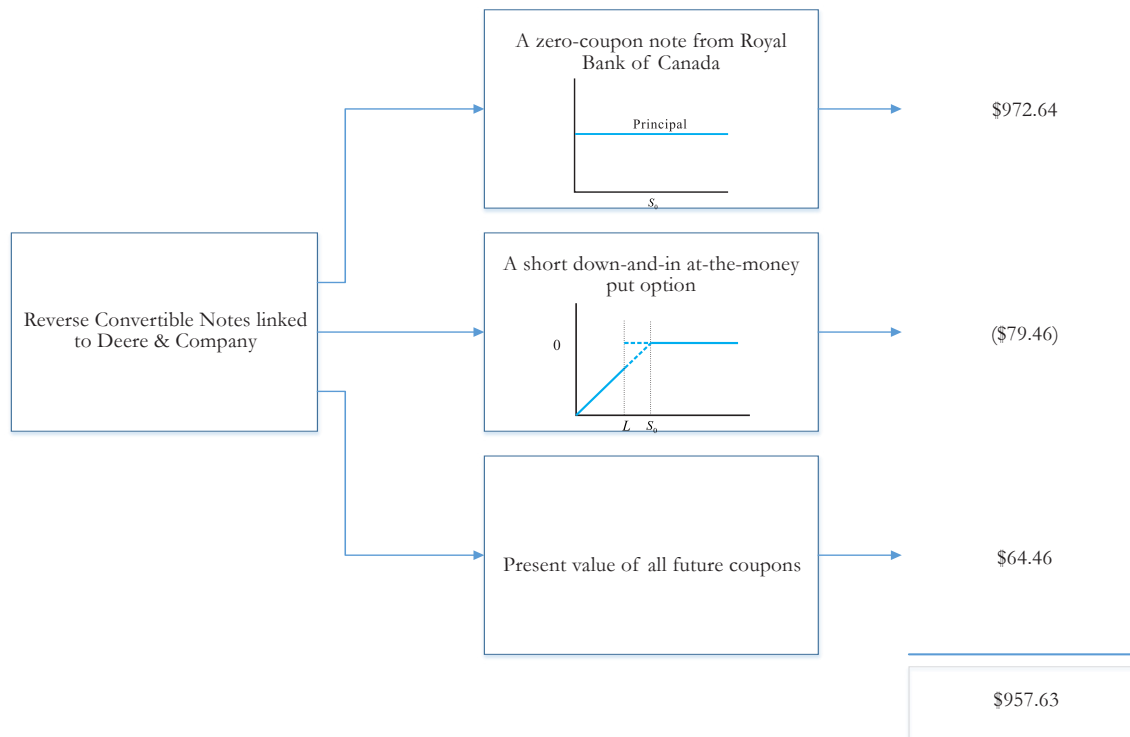 A zero-coupon note from Royal
Bank of Canada
Principal
S₀
$972.64
Reverse Convertible Notes linked
to Deere & Company
A short down-and-in at-the-money
put option
0
L S₀
($79.46)
Present value of all future coupons
$64.46
$957.63